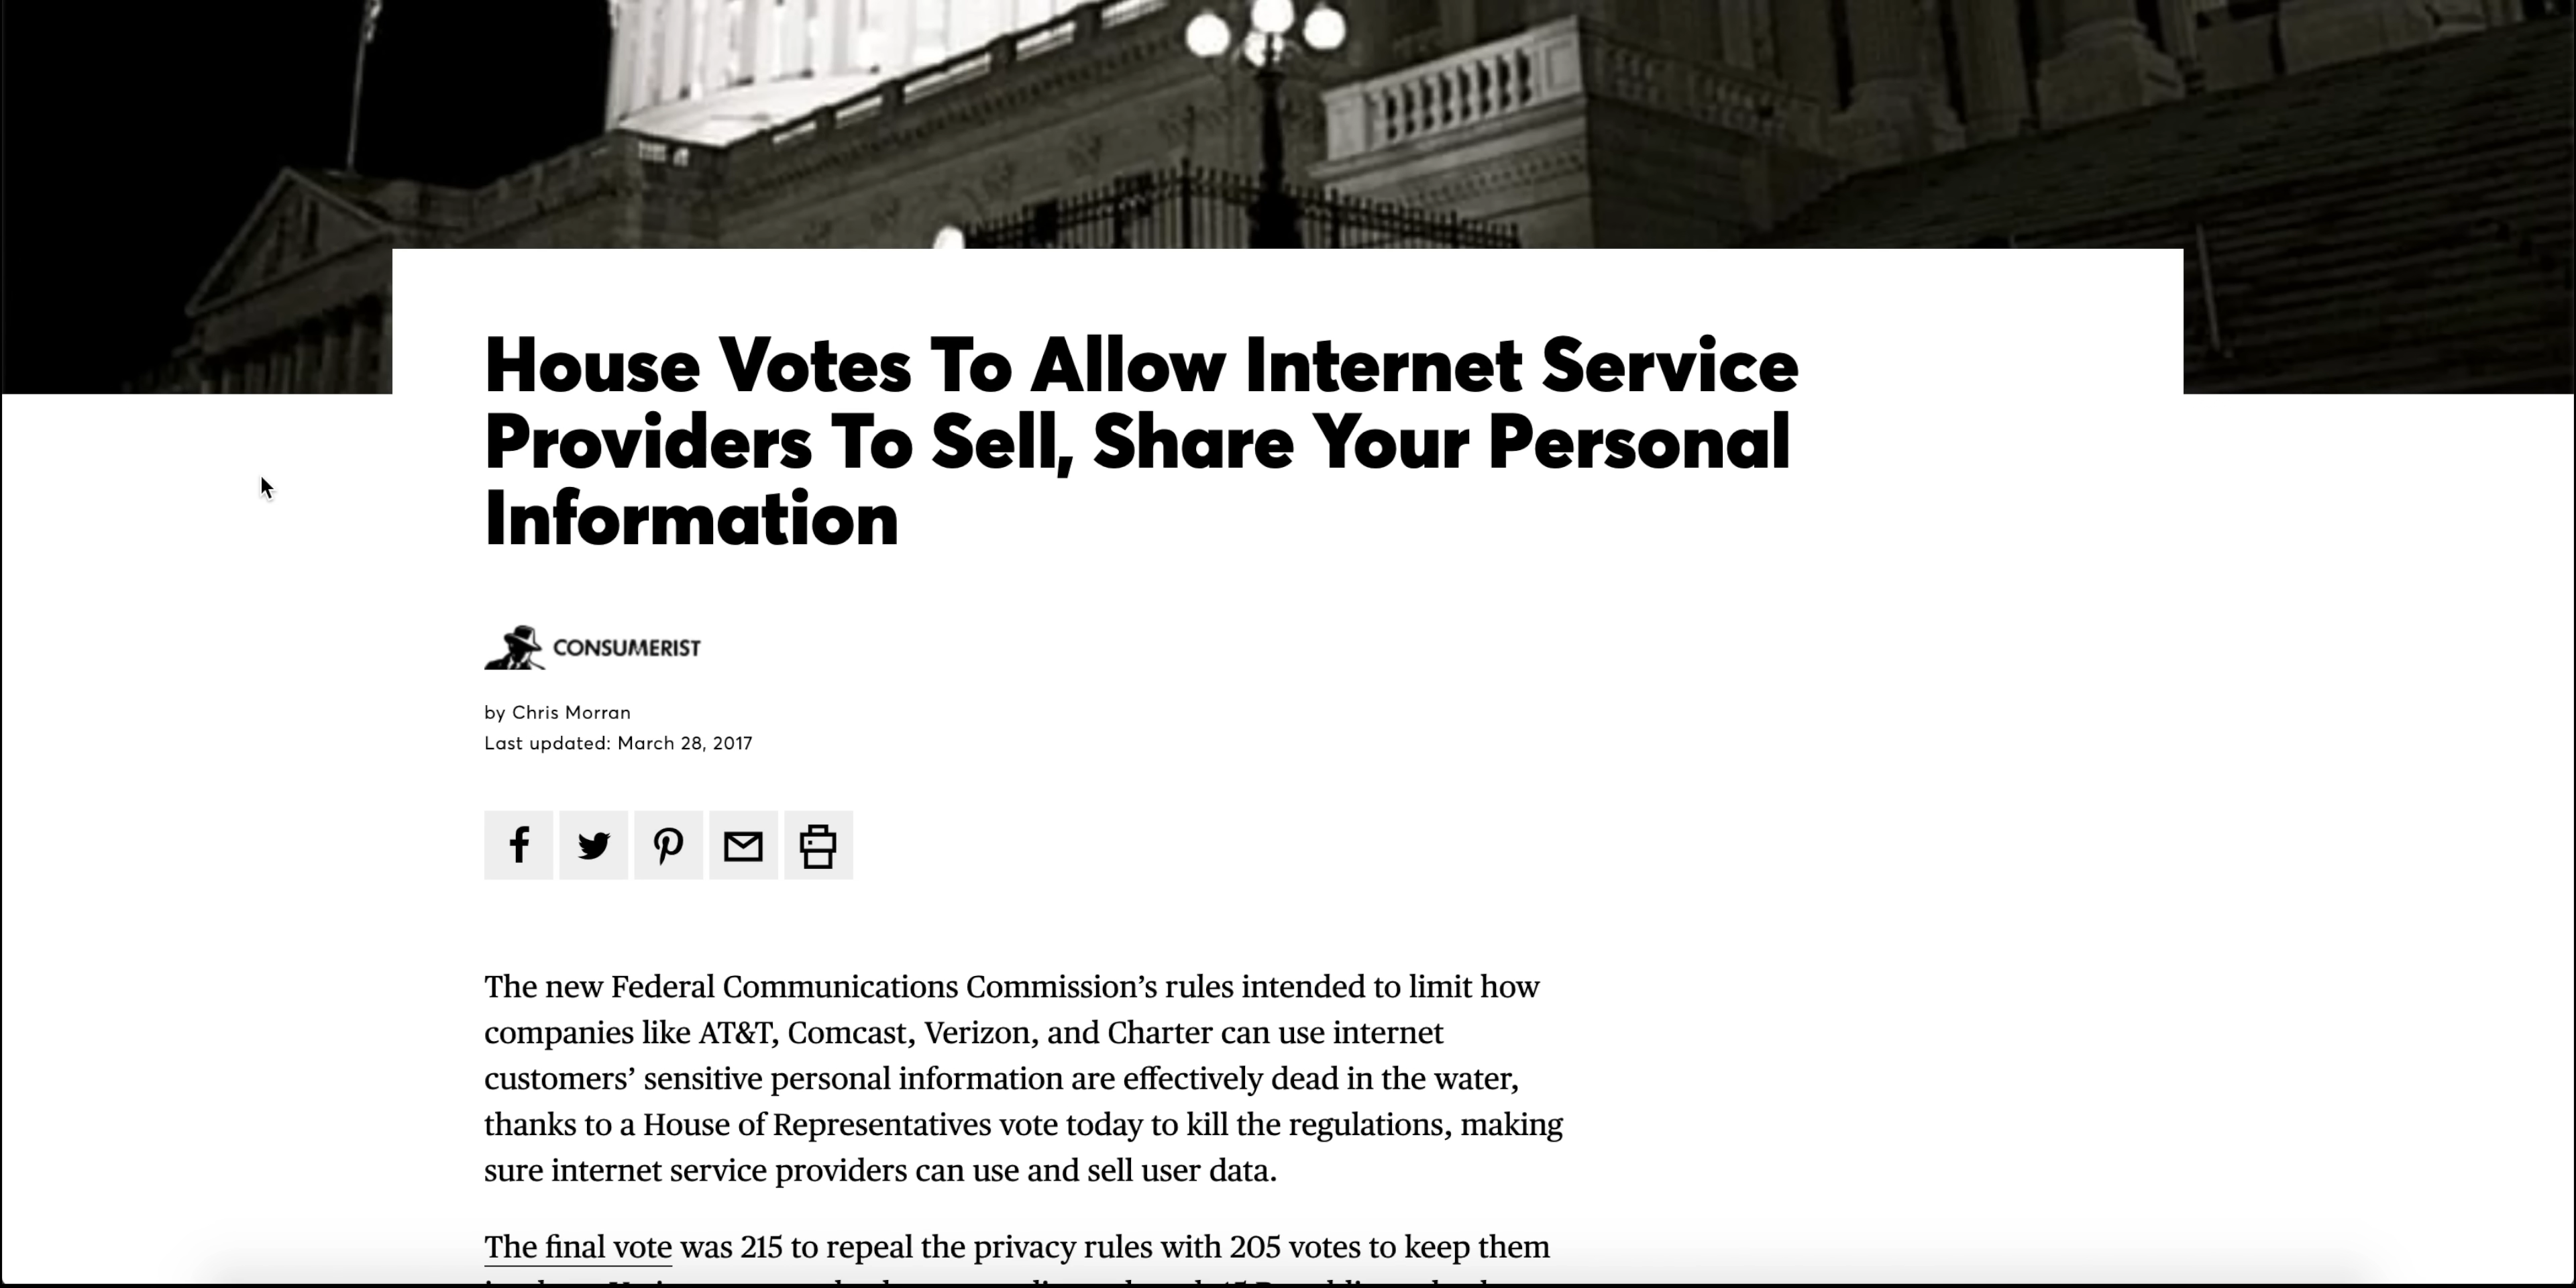 House Votes To Allow Internet Service
Providers To Sell, Share Your Personal
Information
CONSUMERIST
by Chris Morran
Last updated: March 28, 2017
The new Federal Communications Commission’s rules intended to limit how
companies like AT&T, Comcast, Verizon, and Charter can use internet
customers’ sensitive personal information are effectively dead in the water,
thanks to a House of Representatives vote today to kill the regulations, making
sure internet service providers can use and sell user data.
The final vote was 215 to repeal the privacy rules with 205 votes to keep them